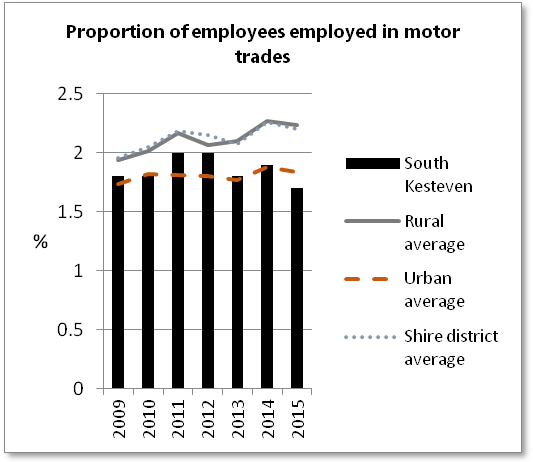 Proportion of employees employed in motor
trades
2.5
2
1.5
1
0.5
0
%
2009 2010 2011 2012 2013 2014 2015
South
Kesteven
Rural
average
Urban
average
Shire district
average